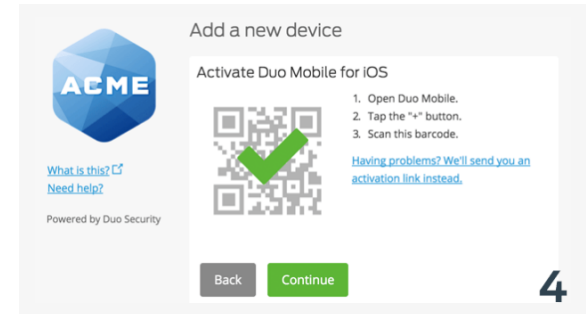 Add a new device
ACME
Activate Duo Mobile for iOS
1. Open Duo Mobile.
2. Tap the "+" button.
3. Scan this barcode.
Having problems? We'll send you an
activation link instead.
What is this?
Need help?
Powered by Duo Security
Back
Continue
4